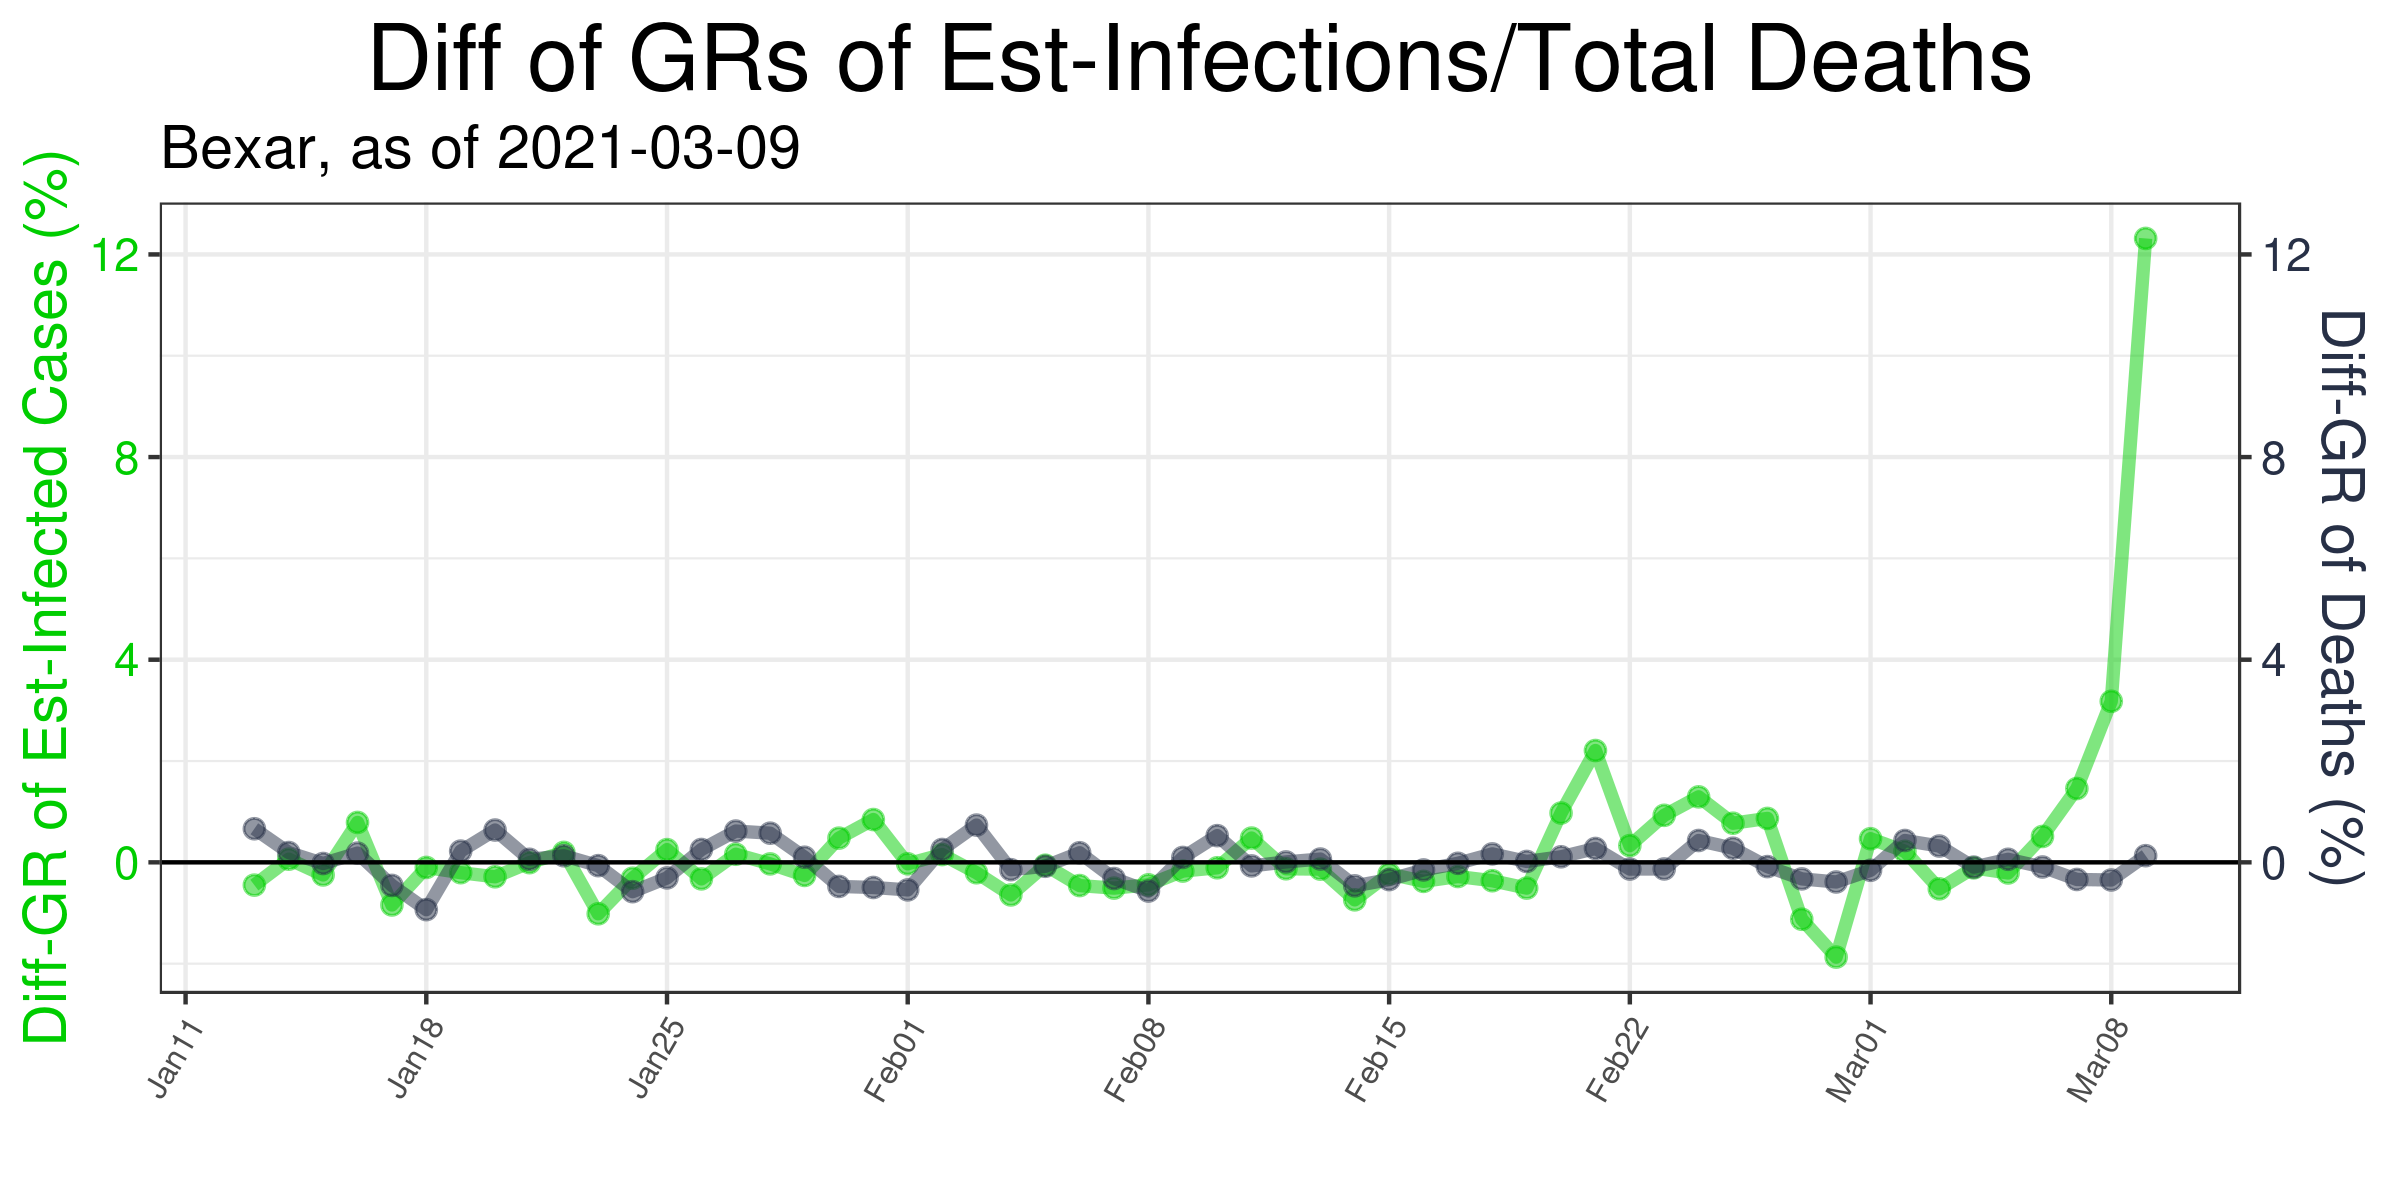 Diff of GRs of Est-Infections/Total Deaths
Bexar, as of 2021-03-09
Diff-GR of Est-Infected Cases (%)
12
8
4
0
12
8
4
0
Diff-GR of Deaths (%)
Jan11
Jan18
Jan25
Feb01
Feb08
Feb15
Feb22
Mar01
Mar08